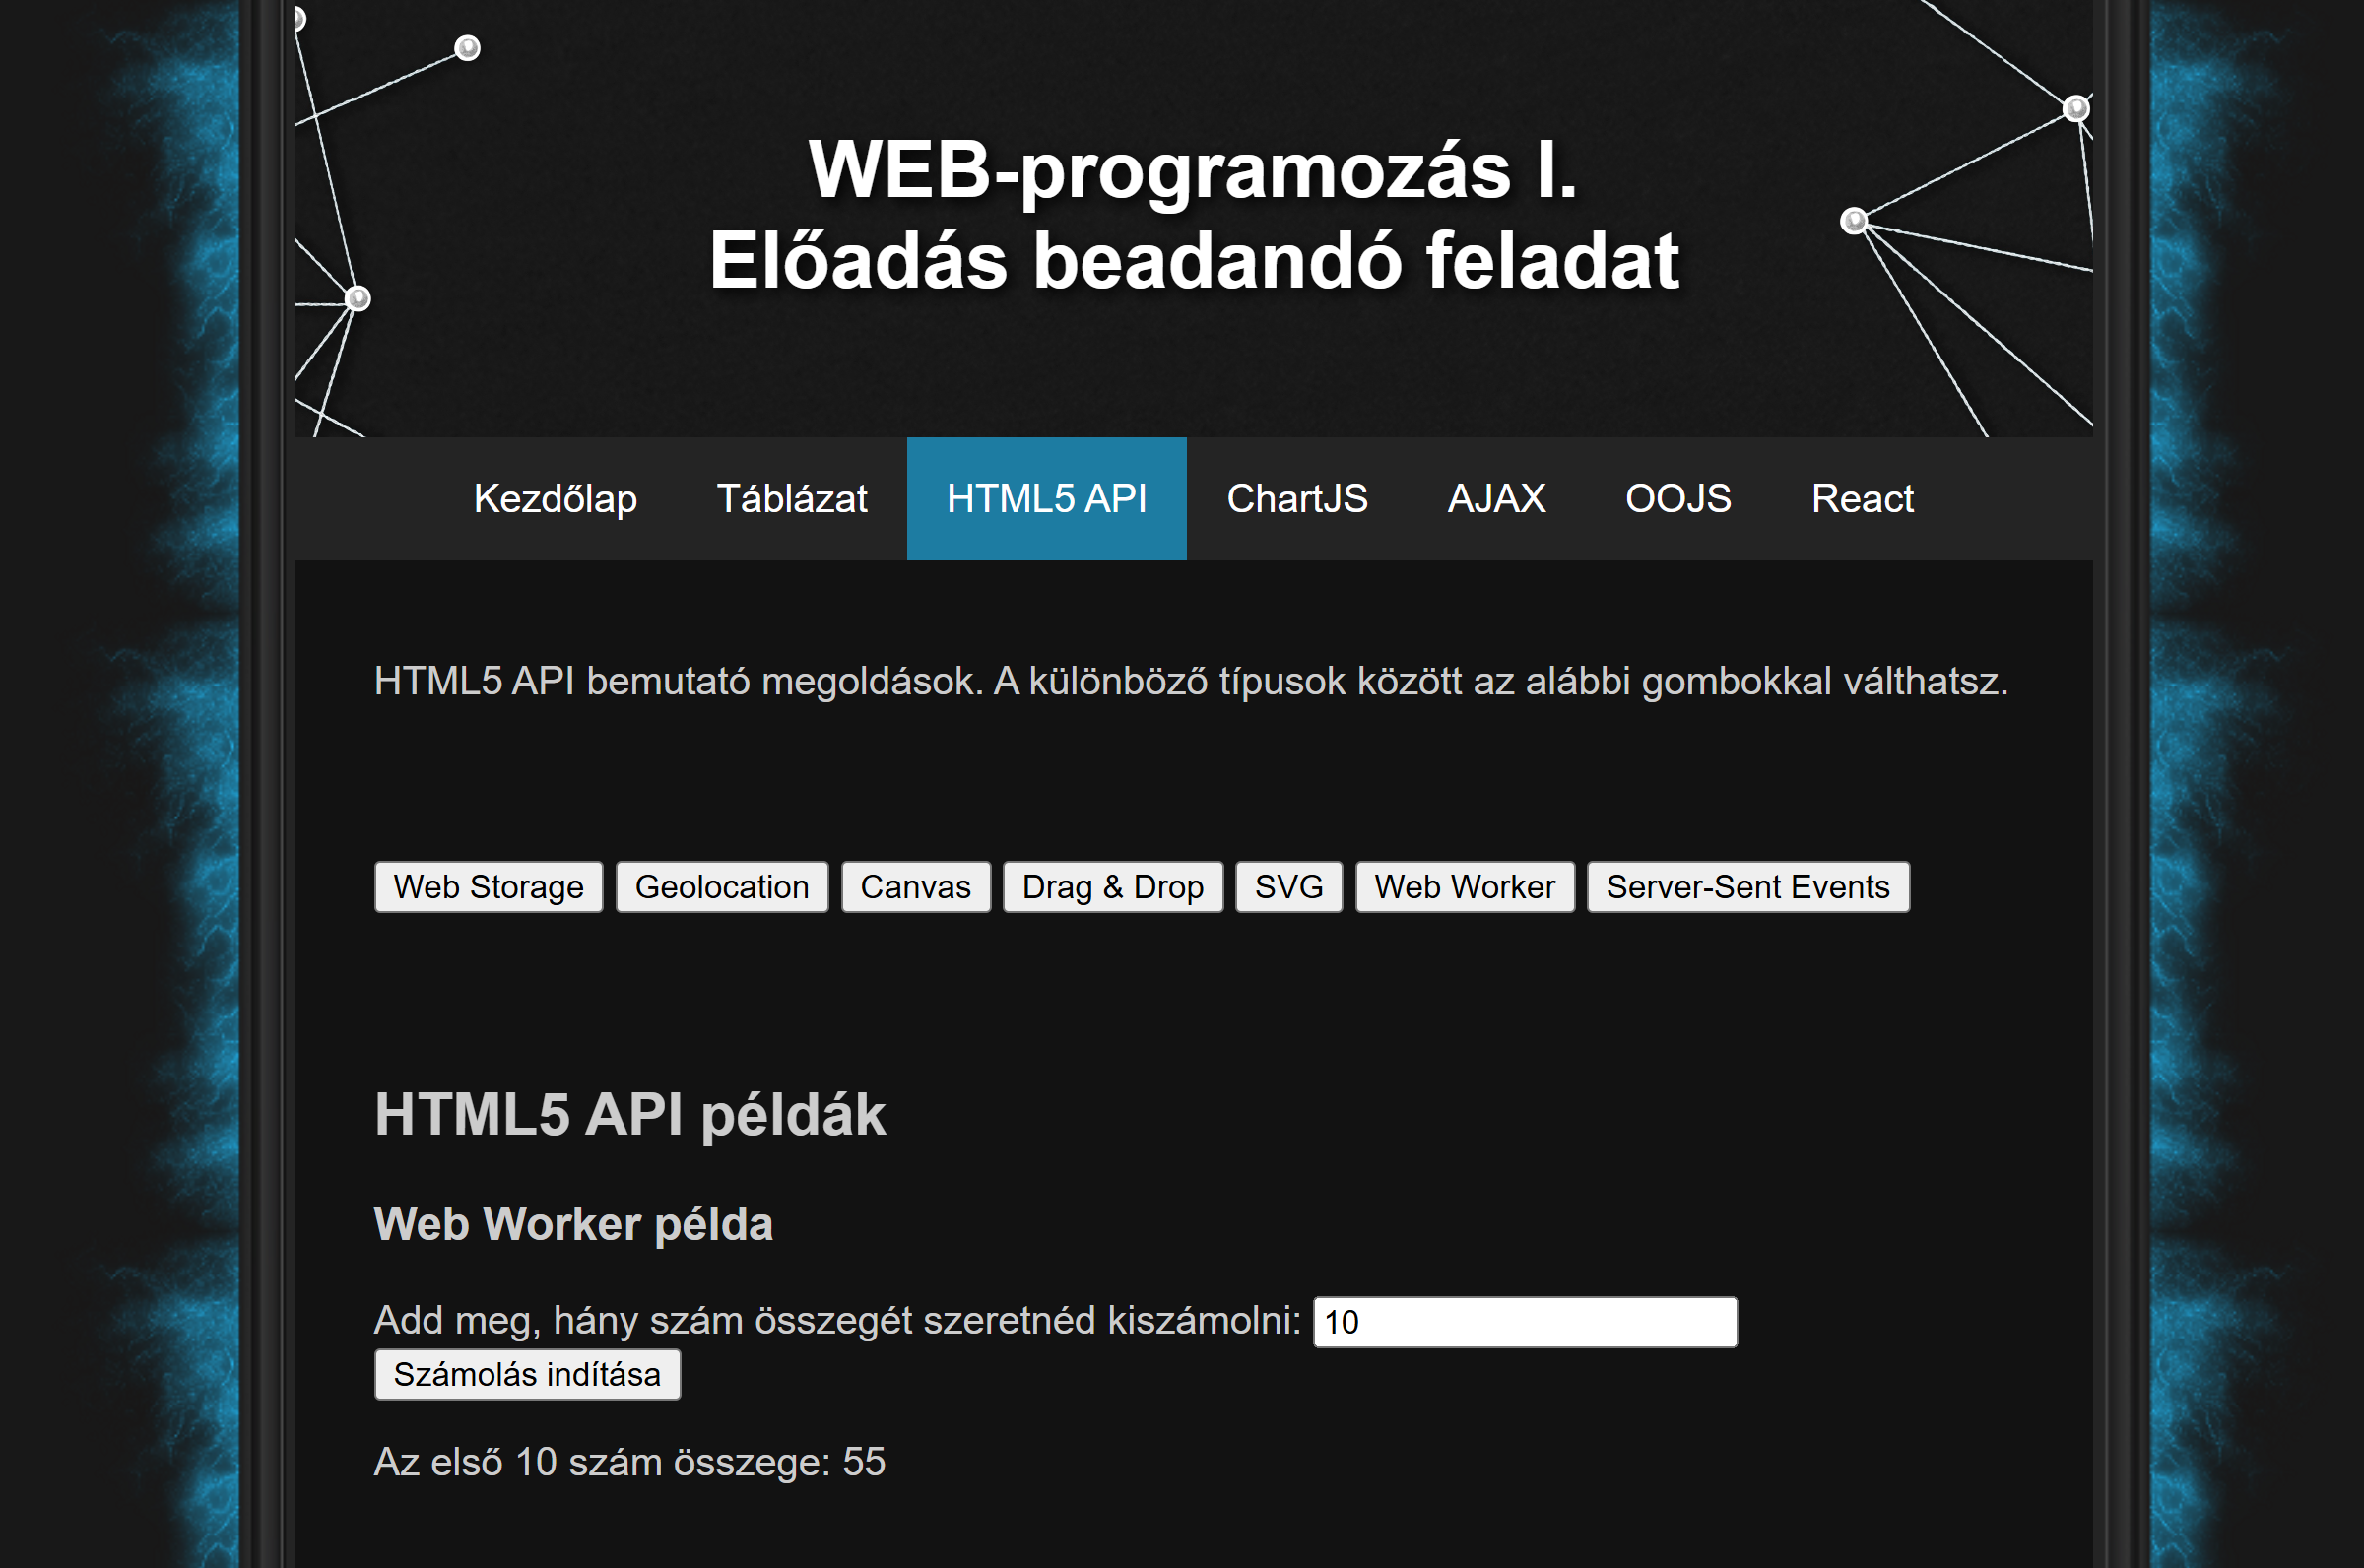 WEB-programozás I.
Előadás beadandó feladat
Kezdőlap Táblázat HTML5 API ChartJS AJAX OOJS React
HTML5 API bemutató megoldások. A különböző típusok között az alábbi gombokkal válthatsz.
Web Storage Geolocation Canvas Drag & Drop SVG Web Worker Server-Sent Events
HTML5 API példák
Web Worker példa
Add meg, hány szám összegét szeretnéd kiszámolni: 10
Számolás indítása
Az első 10 szám összege: 55